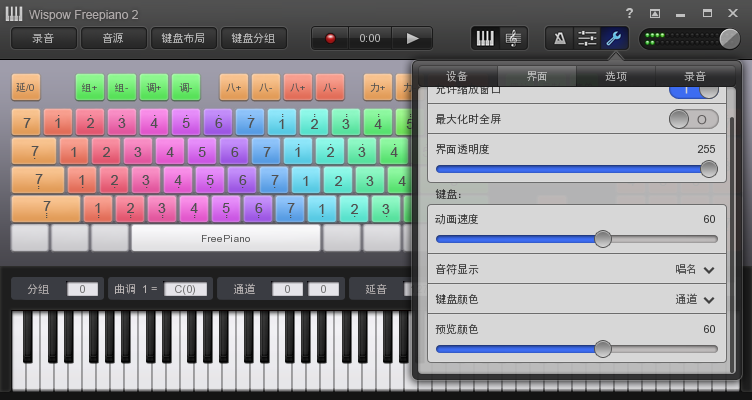 Wispow Freepiano 2
?
录音 音源 键盘布局 键盘分组 0:00
设备 界面 选项 录音
延/0 组+ 组- 调+ 调- 八+ 八- 八+ 八- 力+ 力
允许缩放窗口 I
7 1 2 3 4 5 6 7 1 2 3 4 5
最大化时全屏 O
7 1 2 3 4 5 6 7 1 2 3
界面透明度 255
7 1 2 3 4 5 6 7 1 2 3 4
键盘:
7 1 2 3 4 5 6 7 1 2 3
动画速度 60
FreePiano
音符显示 唱名
分组 0 曲调 1 = C(0) 通道 0 0 延音
键盘颜色 通道
预览颜色 60